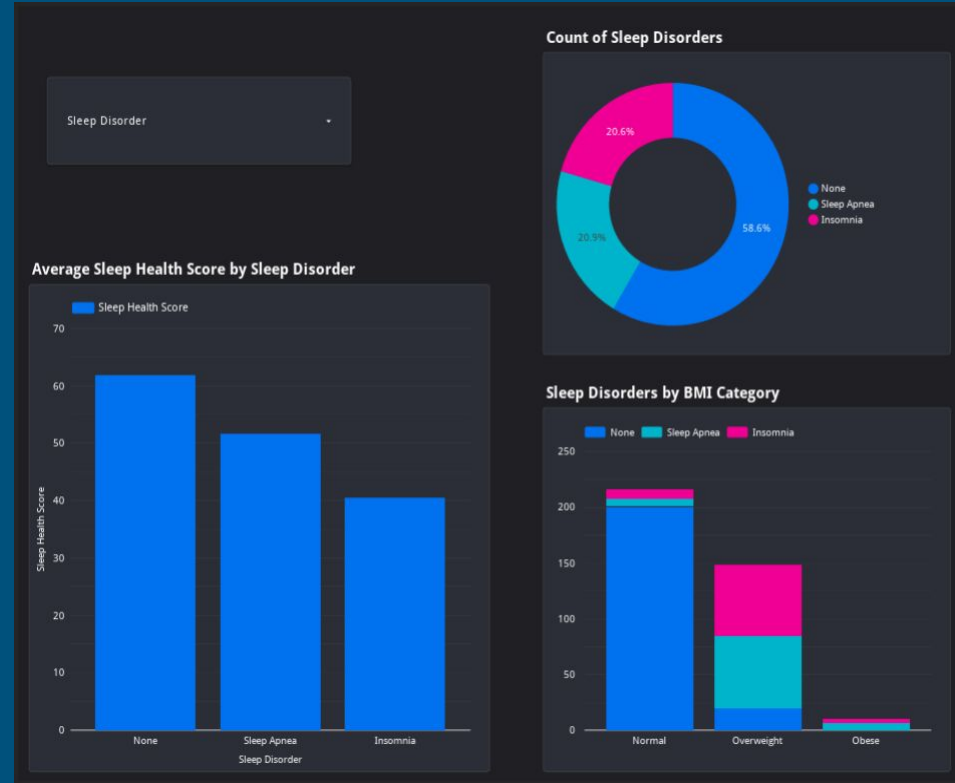 Sleep Disorder
Count of Sleep Disorders
20.6%
20.9%
58.6%
None
Sleep Apnea
Insomnia
Average Sleep Health Score by Sleep Disorder
Sleep Health Score
70
60
50
40
30
20
10
0
Sleep Health Score
None Sleep Apnea Insomnia
Sleep Disorder
Sleep Disorders by BMI Category
None Sleep Apnea Insomnia
250
200
150
100
50
0
Normal Overweight Obese